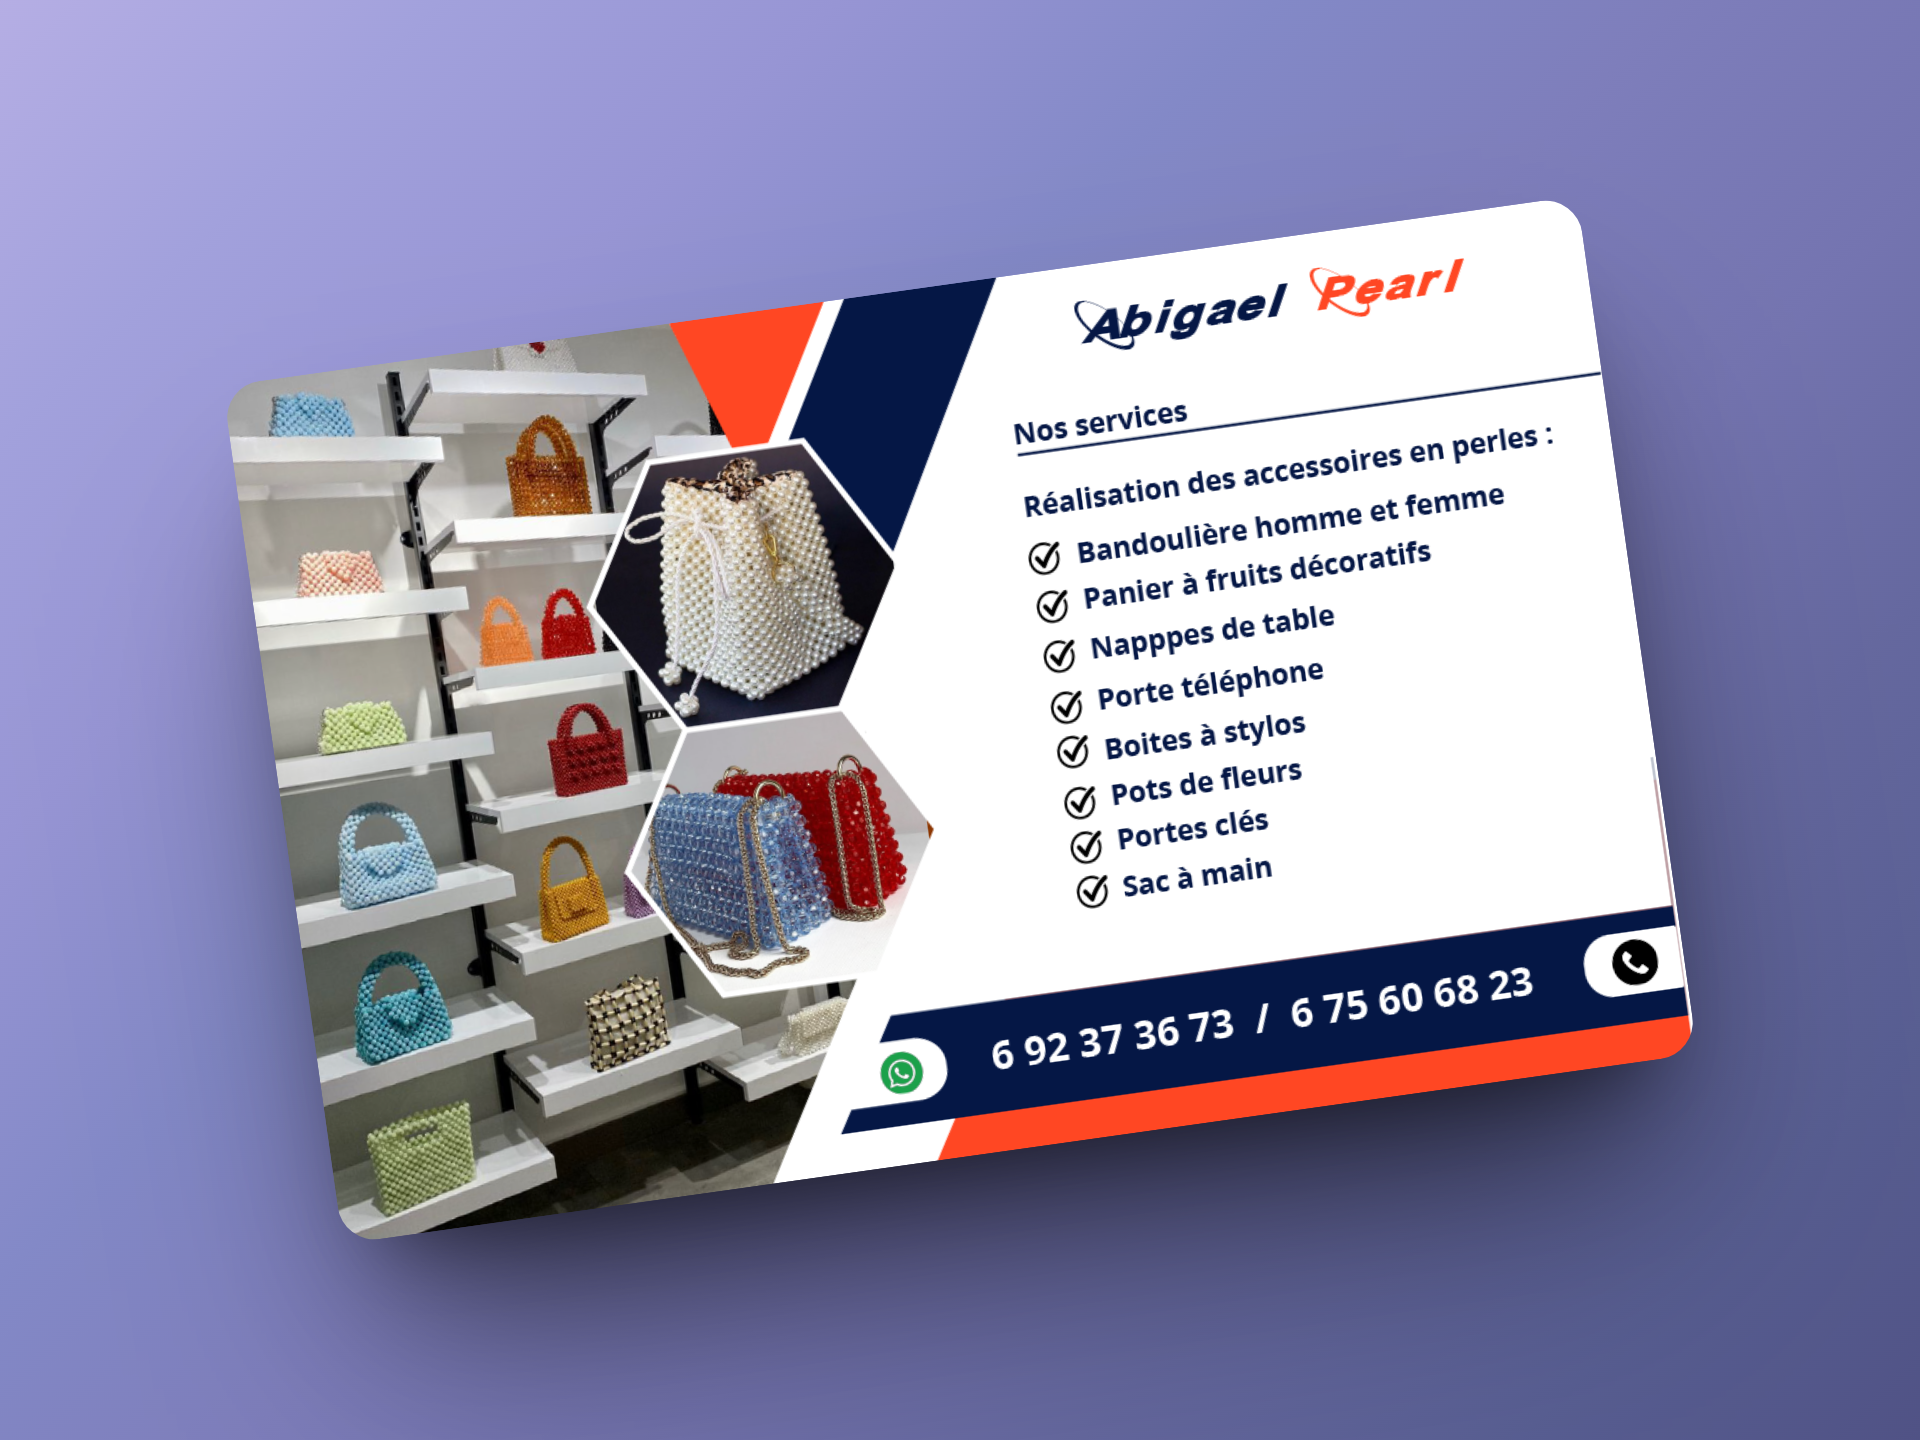 Abigael Pearl
Nos services
Réalisation des accessoires en perles :
Bandoulière homme et femme
Panier à fruits décoratifs
Napppes de table
Porte téléphone
Boites à stylos
Pots de fleurs
Portes clés
Sac à main
6 92 37 36 73 / 6 75 60 68 23